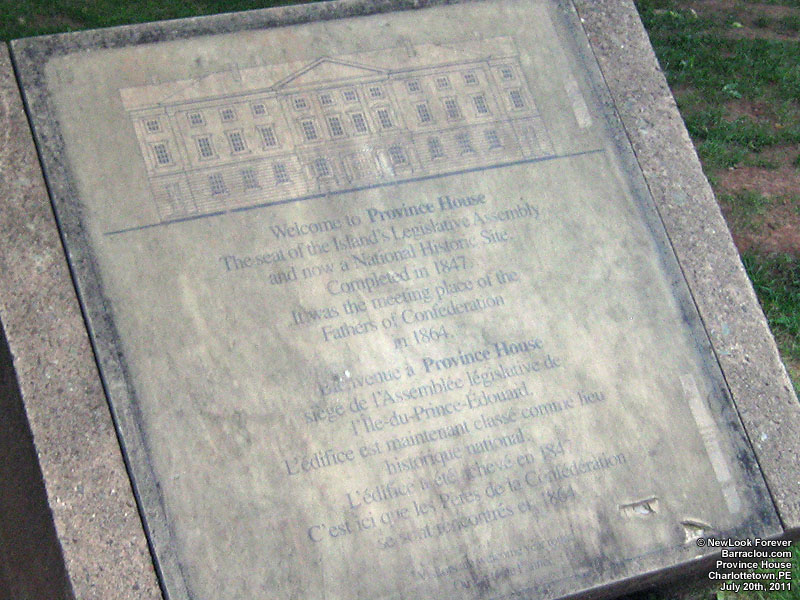 Welcome to Province House
The seat of the Island's Legislative Assembly
and now a National Historic Site.
Completed in 1847.
It was the meeting place of the
Fathers of Confederation
in 1864.
Bienvenue à Province House
siège de l'Assemblée législative de
l'Île-du-Prince-Édouard.
L'édifice est maintenant classé comme lieu
historique national.
L'édifice fut achevé en 1847.
C'est ici que les Pères de la Confédération
se sont rencontrés en 1864.
© NewLook Forever
Barraclou.com
Province House
Charlottetown,PE
July 20th, 2011